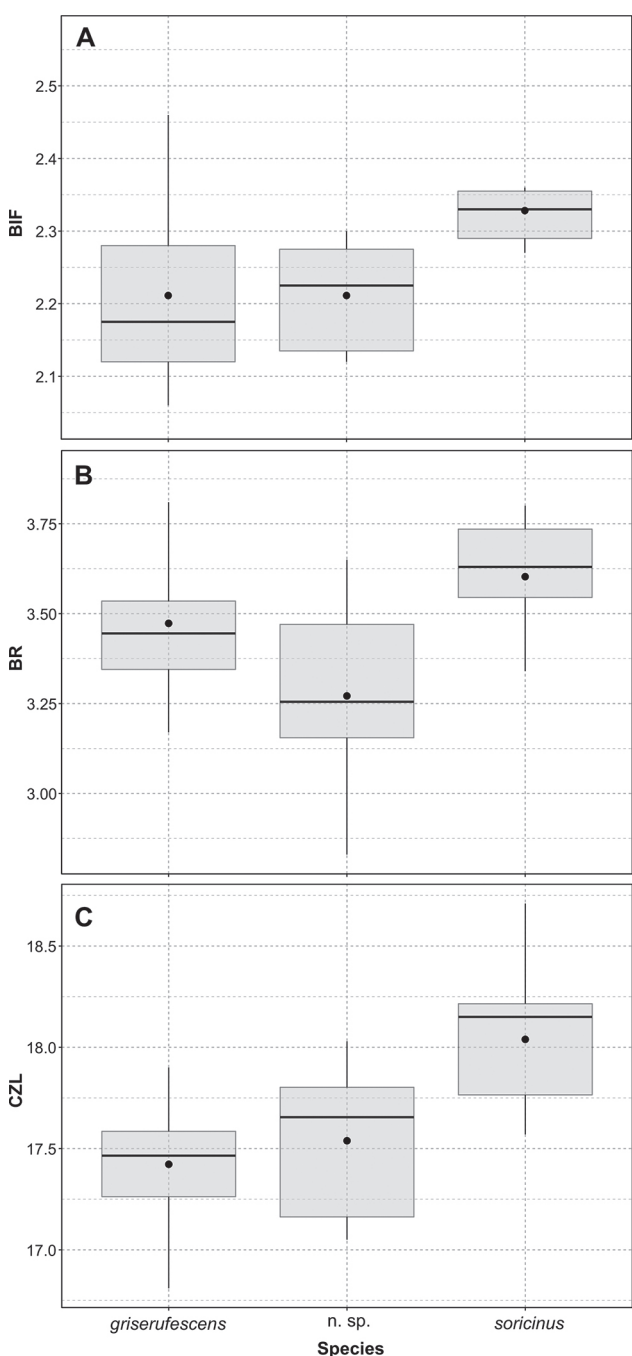 A
2.5
2.4
2.3
2.2
2.1
BIF
B
3.75
3.50
3.25
3.00
BR
C
18.5
18.0
17.5
17.0
CZL
griserufescens n. sp. soricinus
Species